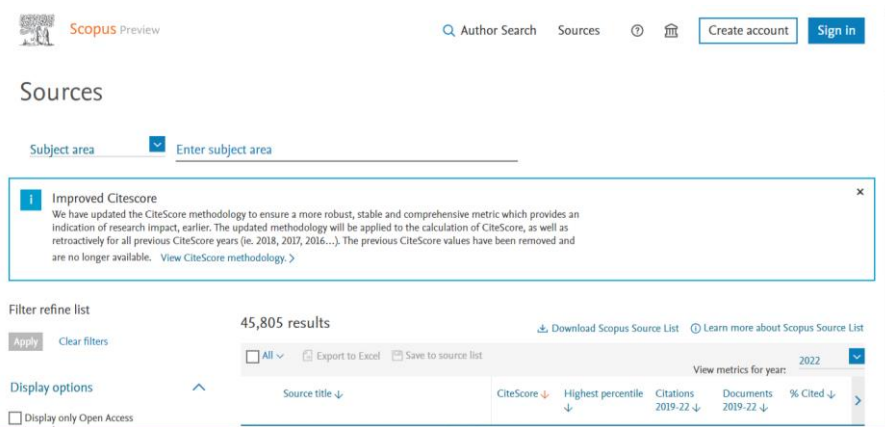 Scopus Preview
Author Search Sources Create account Sign in
Sources
Subject area Enter subject area
i Improved Citescore
We have updated the CiteScore methodology to ensure a more robust, stable and comprehensive metric which provides an
indication of research impact, earlier. The updated methodology will be applied to the calculation of CiteScore, as well as
retroactively for all previous CiteScore years (ie. 2018, 2017, 2016...). The previous CiteScore values have been removed and
are no longer available. View CiteScore methodology. >
Filter refine list
Apply Clear filters
45,805 results
Download Scopus Source List Learn more about Scopus Source List
All Export to Excel Save to source list
View metrics for year: 2022
Display options
Source title CiteScore Highest percentile Citations 2019-22 Documents 2019-22 % Cited
Display only Open Access